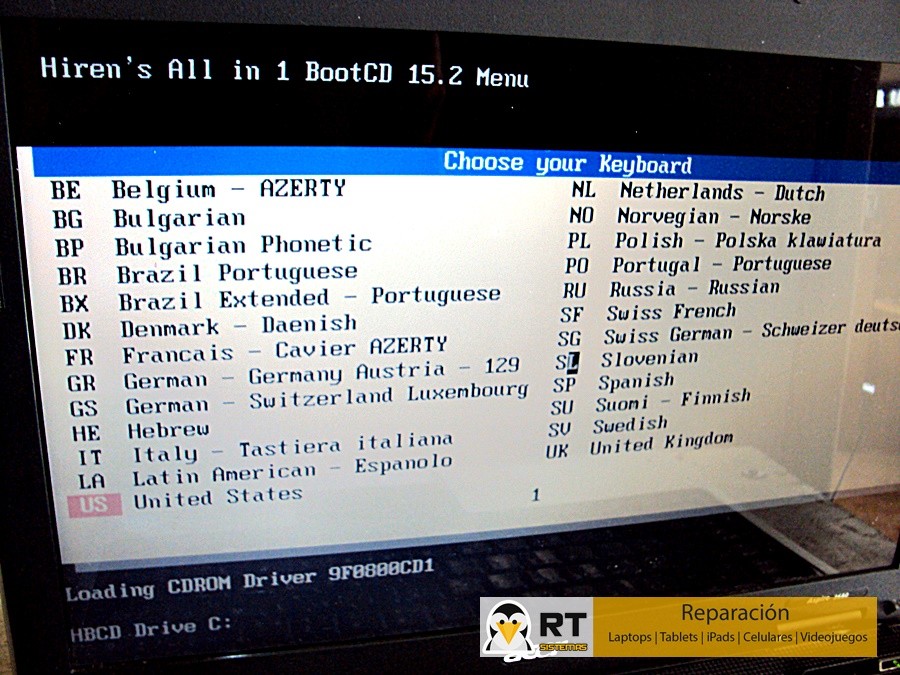 Hiren's All in 1 BootCD 15.2 Menu
Choose your Keyboard
BE Belgium - AZERTY
BG Bulgarian
BP Bulgarian Phonetic
BR Brazil Portuguese
BX Brazil Extended - Portuguese
DK Denmark - Daenish
FR Francais - Cavier AZERTY
GR German - Germany Austria - 129
GS German - Switzerland Luxembourg
HE Hebrew
IT Italy - Tastiera italiana
LA Latin American - Espanolo
US United States
NL Netherlands - Dutch
NO Norvegian - Norske
PL Polish - Polska klawiatura
PO Portugal - Portuguese
RU Russia - Russian
SF Swiss French
SG Swiss German - Schweizer deuts
SL Slovenian
SP Spanish
SU Suomi - Finnish
SV Swedish
UK United Kingdom
1
Loading CDROM Driver 9F0800CD1
HBCD Drive C:
acer
RT
SISTEMAS
Reparación
Laptops | Tablets | iPads | Celulares | Videojuegos